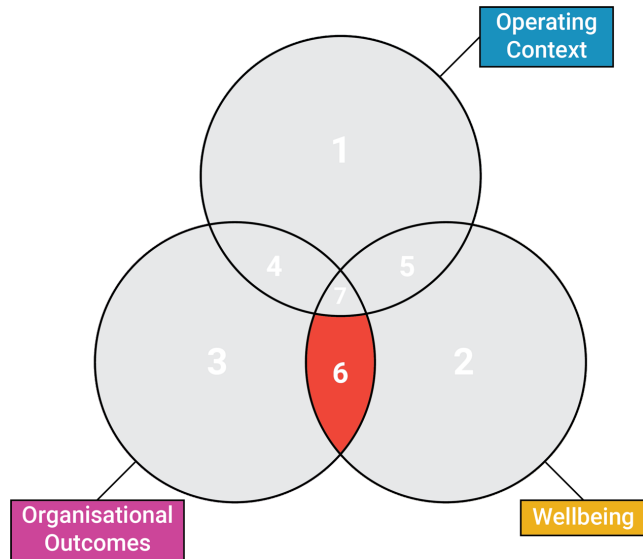 Operating
Context
1
4
5
7
3
6
2
Organisational
Outcomes
Wellbeing